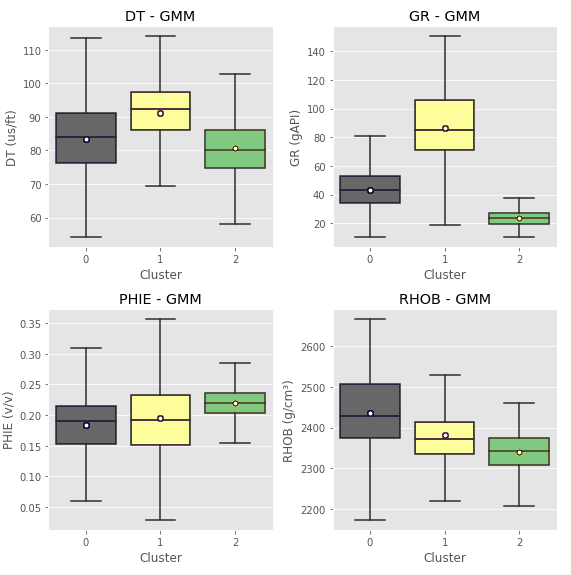 DT - GMM
DT (us/ft)
110
100
90
80
70
60
0 1 2
Cluster
GR - GMM
GR (gAPI)
140
120
100
80
60
40
20
0 1 2
Cluster
PHIE - GMM
PHIE (v/v)
0.35
0.30
0.25
0.20
0.15
0.10
0.05
0 1 2
Cluster
RHOB - GMM
RHOB (g/cm³)
2600
2500
2400
2300
2200
0 1 2
Cluster